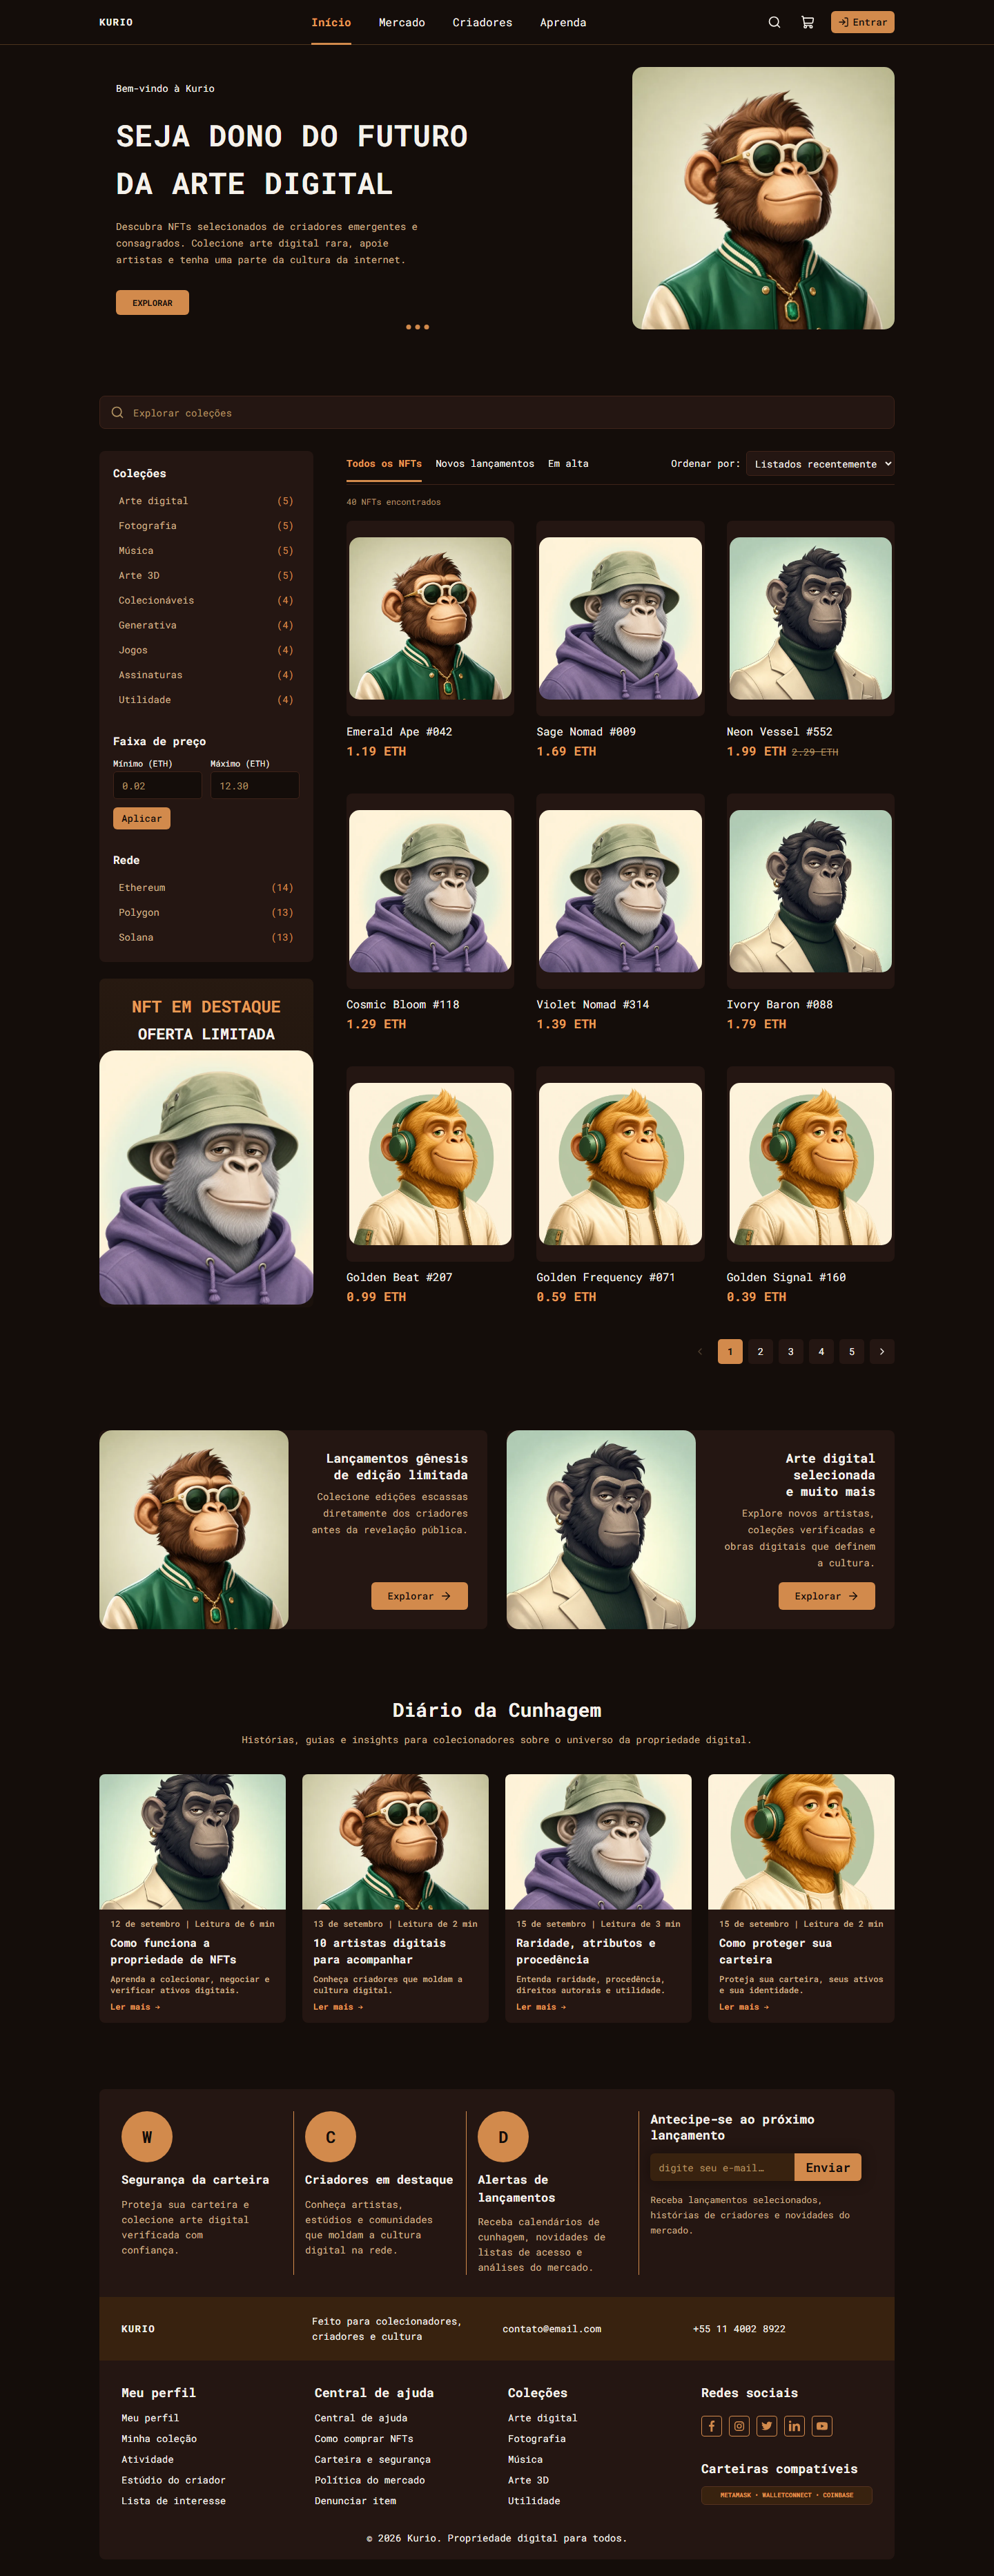 KURIO
Início
Mercado
Criadores
Aprenda
Entrar
Bem-vindo à Kurio
SEJA DONO DO FUTURO
DA ARTE DIGITAL
Descubra NFTs selecionados de criadores emergentes e
consagrados. Colecione arte digital rara, apoie
artistas e tenha uma parte da cultura da internet.
EXPLORAR
Explorar coleções
Coleções
Arte digital (5)
Fotografia (5)
Música (5)
Arte 3D (5)
Colecionáveis (4)
Generativa (4)
Jogos (4)
Assinaturas (4)
Utilidade (4)
Faixa de preço
Mínimo (ETH) Máximo (ETH)
0.02 12.30
Aplicar
Rede
Ethereum (14)
Polygon (13)
Solana (13)
NFT EM DESTAQUE
OFERTA LIMITADA
Todos os NFTs Novos lançamentos Em alta Ordenar por: Listados recentemente
40 NFTs encontrados
Emerald Ape #042
1.19 ETH
Sage Nomad #009
1.69 ETH
Neon Vessel #552
1.99 ETH 2.29 ETH
Cosmic Bloom #118
1.29 ETH
Violet Nomad #314
1.39 ETH
Ivory Baron #088
1.79 ETH
Golden Beat #207
0.99 ETH
Golden Frequency #071
0.59 ETH
Golden Signal #160
0.39 ETH
1 2 3 4 5
Lançamentos gênesis
de edição limitada
Colecione edições escassas
diretamente dos criadores
antes da revelação pública.
Explorar →
Arte digital
selecionada
e muito mais
Explore novos artistas,
coleções verificadas e
obras digitais que definem
a cultura.
Explorar →
Diário da Cunhagem
Histórias, guias e insights para colecionadores sobre o universo da propriedade digital.
12 de setembro | Leitura de 6 min
Como funciona a
propriedade de NFTs
Aprenda a colecionar, negociar e
verificar ativos digitais.
Ler mais →
13 de setembro | Leitura de 2 min
10 artistas digitais
para acompanhar
Conheça criadores que moldam a
cultura digital.
Ler mais →
15 de setembro | Leitura de 3 min
Raridade, atributos e
procedência
Entenda raridade, procedência,
direitos autorais e utilidade.
Ler mais →
15 de setembro | Leitura de 2 min
Como proteger sua
carteira
Proteja sua carteira, seus ativos
e sua identidade.
Ler mais →
W
Segurança da carteira
Proteja sua carteira e
colecione arte digital
verificada com
confiança.
C
Criadores em destaque
Conheça artistas,
estúdios e comunidades
que moldam a cultura
digital na rede.
D
Alertas de
lançamentos
Receba calendários de
cunhagem, novidades de
listas de acesso e
análises do mercado.
Antecipe-se ao próximo
lançamento
digite seu e-mail…
Enviar
Receba lançamentos selecionados,
histórias de criadores e novidades do
mercado.
KURIO
Feito para colecionadores,
criadores e cultura
contato@email.com
+55 11 4002 8922
Meu perfil
Meu perfil
Minha coleção
Atividade
Estúdio do criador
Lista de interesse
Central de ajuda
Central de ajuda
Como comprar NFTs
Carteira e segurança
Política do mercado
Denunciar item
Coleções
Arte digital
Fotografia
Música
Arte 3D
Utilidade
Redes sociais
Carteiras compatíveis
METAMASK • WALLETCONNECT • COINBASE
© 2026 Kurio. Propriedade digital para todos.